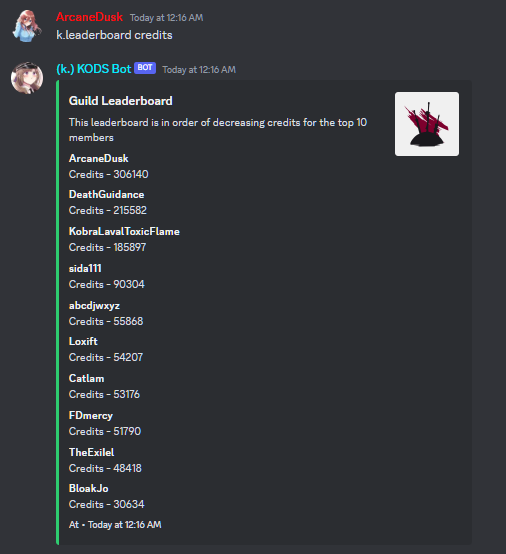 ArcaneDusk Today at 12:16 AM
k.leaderboard credits
(k.) KODS Bot BOT Today at 12:16 AM
Guild Leaderboard
This leaderboard is in order of decreasing credits for the top 10
members
ArcaneDusk
Credits - 306140
DeathGuidance
Credits - 215582
KobraLavalToxicFlame
Credits - 185897
sida111
Credits - 90304
abcdjwxyz
Credits - 55868
Loxift
Credits - 54207
Catlam
Credits - 53176
FDmercy
Credits - 51790
TheExilel
Credits - 48418
BloakJo
Credits - 30634
At • Today at 12:16 AM